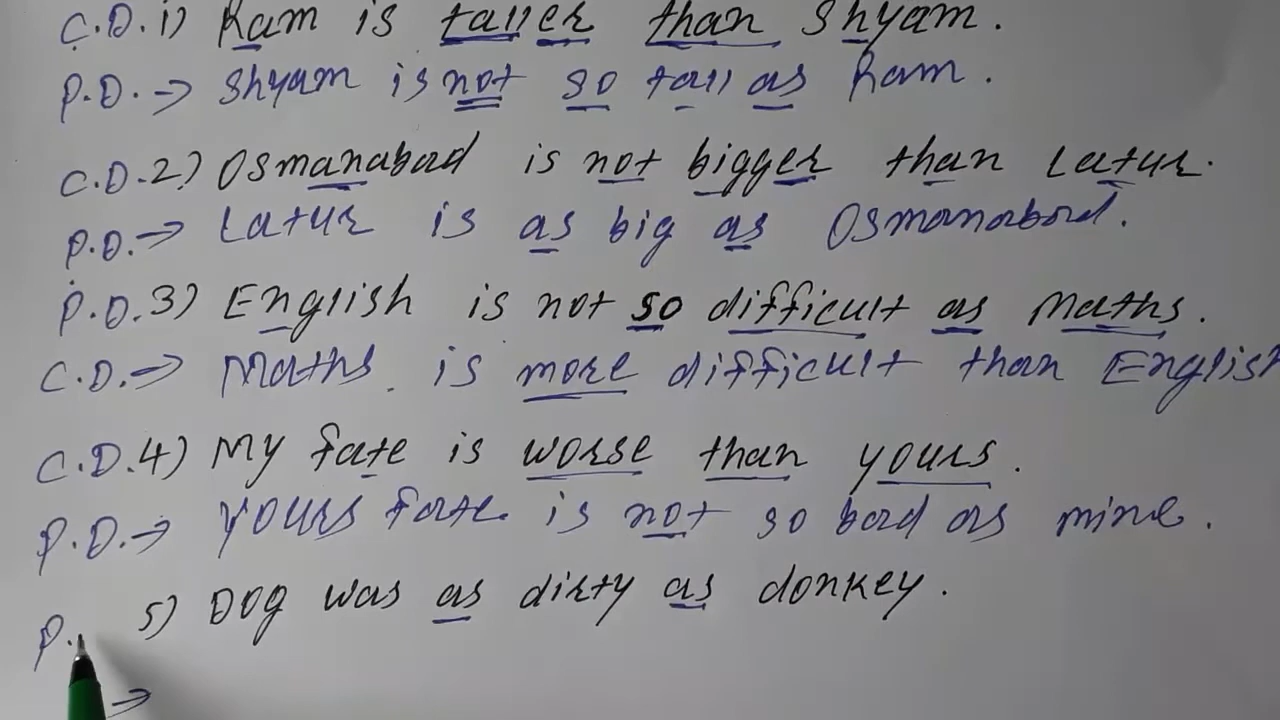 C.D. 1) Ram is taller than Shyam.
P.D. → Shyam is not so tall as Ram.
C.D. 2) Osmanabad is not bigger than Latur.
P.D. → Latur is as big as Osmanabad.
P.D. 3) English is not so difficult as Maths.
C.D. → Maths is more difficult than English
C.D. 4) My fate is worse than yours.
P.D. → Yours fate is not so bad as mine.
P. 5) Dog was as dirty as donkey.
→